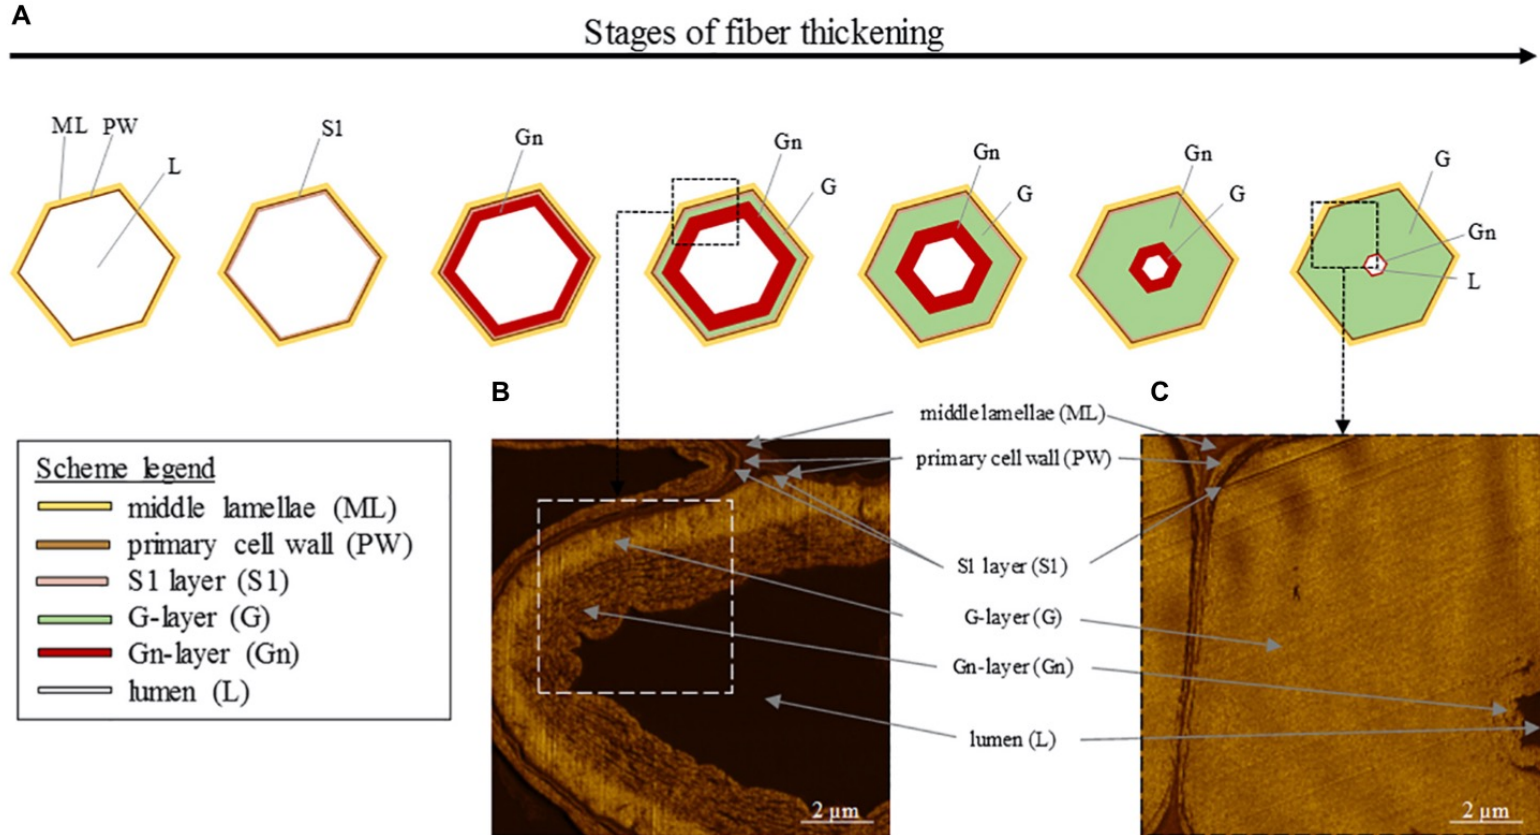 A
Stages of fiber thickening
ML PW
L
S1
Gn
Gn
G
Gn
G
Gn
G
G
Gn
L
Scheme legend
middle lamellae (ML)
primary cell wall (PW)
S1 layer (S1)
G-layer (G)
Gn-layer (Gn)
lumen (L)
B
C
middle lamellae (ML)
primary cell wall (PW)
S1 layer (S1)
G-layer (G)
Gn-layer (Gn)
lumen (L)
2 µm
2 µm